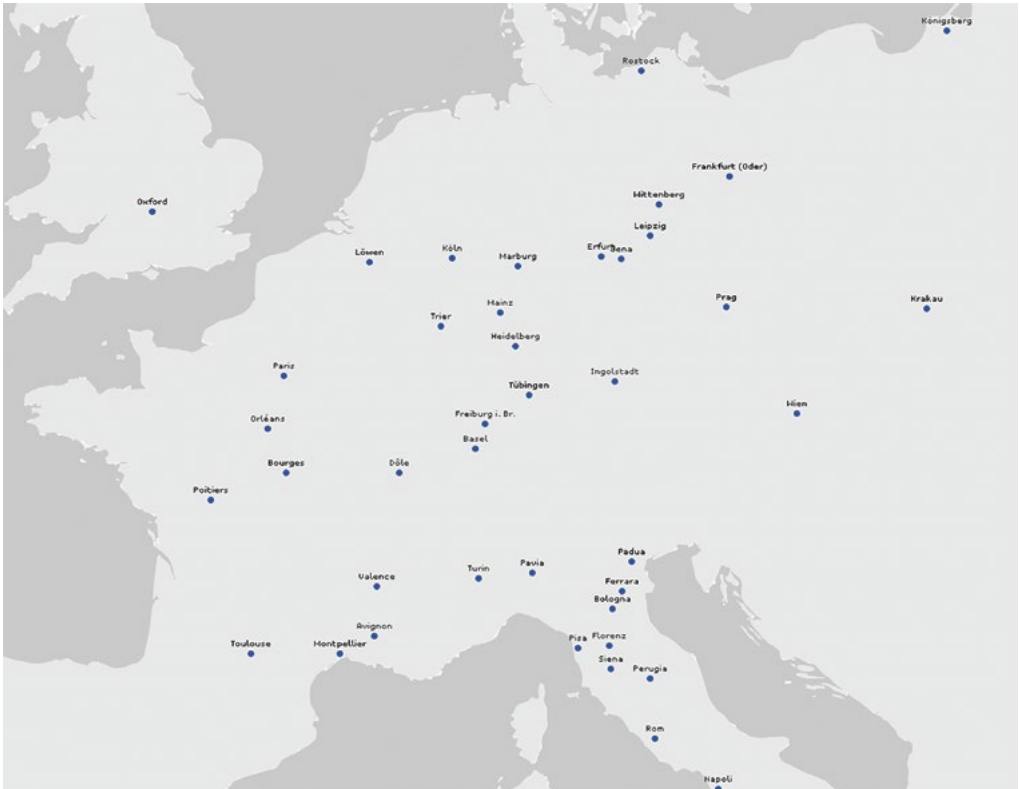 Königsberg
Rostock
Frankfurt (Oder)
Wittenberg
Oxford
Leipzig
Erfurt
Jena
Köln
Löwen
Marburg
Prag
Krakau
Mainz
Trier
Heidelberg
Paris
Ingolstadt
Tübingen
Wien
Freiburg i. Br.
Orléans
Basel
Bourges
Dôle
Poitiers
Padua
Pavia
Turin
Valence
Ferrara
Bologna
Avignon
Florenz
Pisa
Toulouse
Montpellier
Siena
Perugia
Rom
Napoli